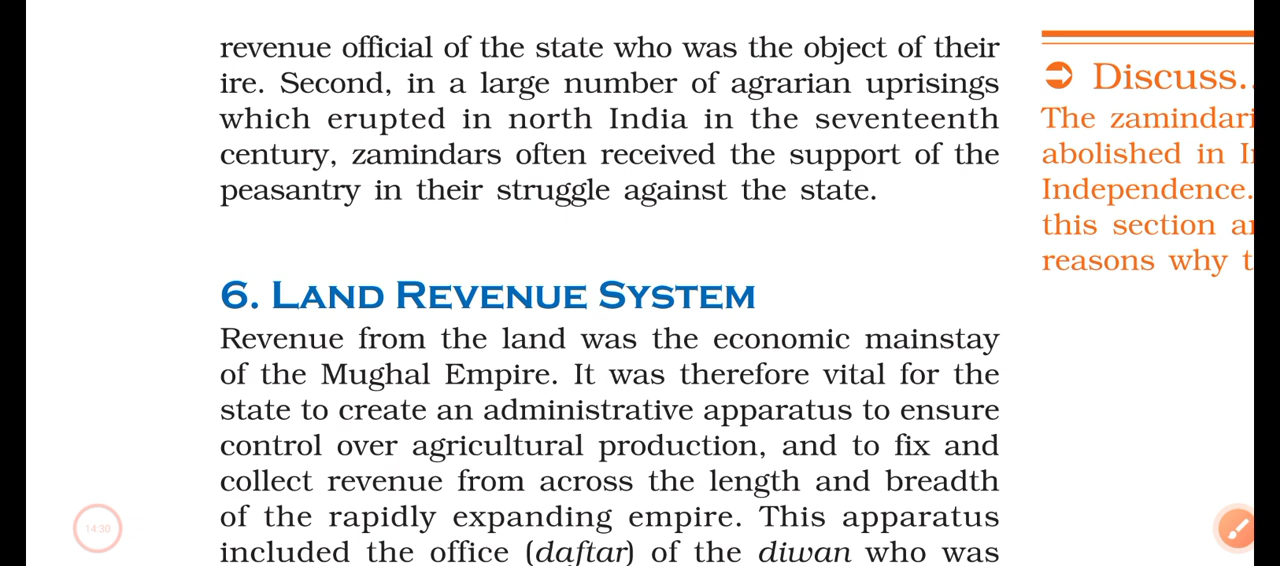 revenue official of the state who was the object of their
ire. Second, in a large number of agrarian uprisings
which erupted in north India in the seventeenth
century, zamindars often received the support of the
peasantry in their struggle against the state.
6. LAND REVENUE SYSTEM
Revenue from the land was the economic mainstay
of the Mughal Empire. It was therefore vital for the
state to create an administrative apparatus to ensure
control over agricultural production, and to fix and
collect revenue from across the length and breadth
of the rapidly expanding empire. This apparatus
included the office (daftar) of the diwan who was
➲ Discuss..
The zamindari
abolished in
Independence.
this section
reasons why
14:30